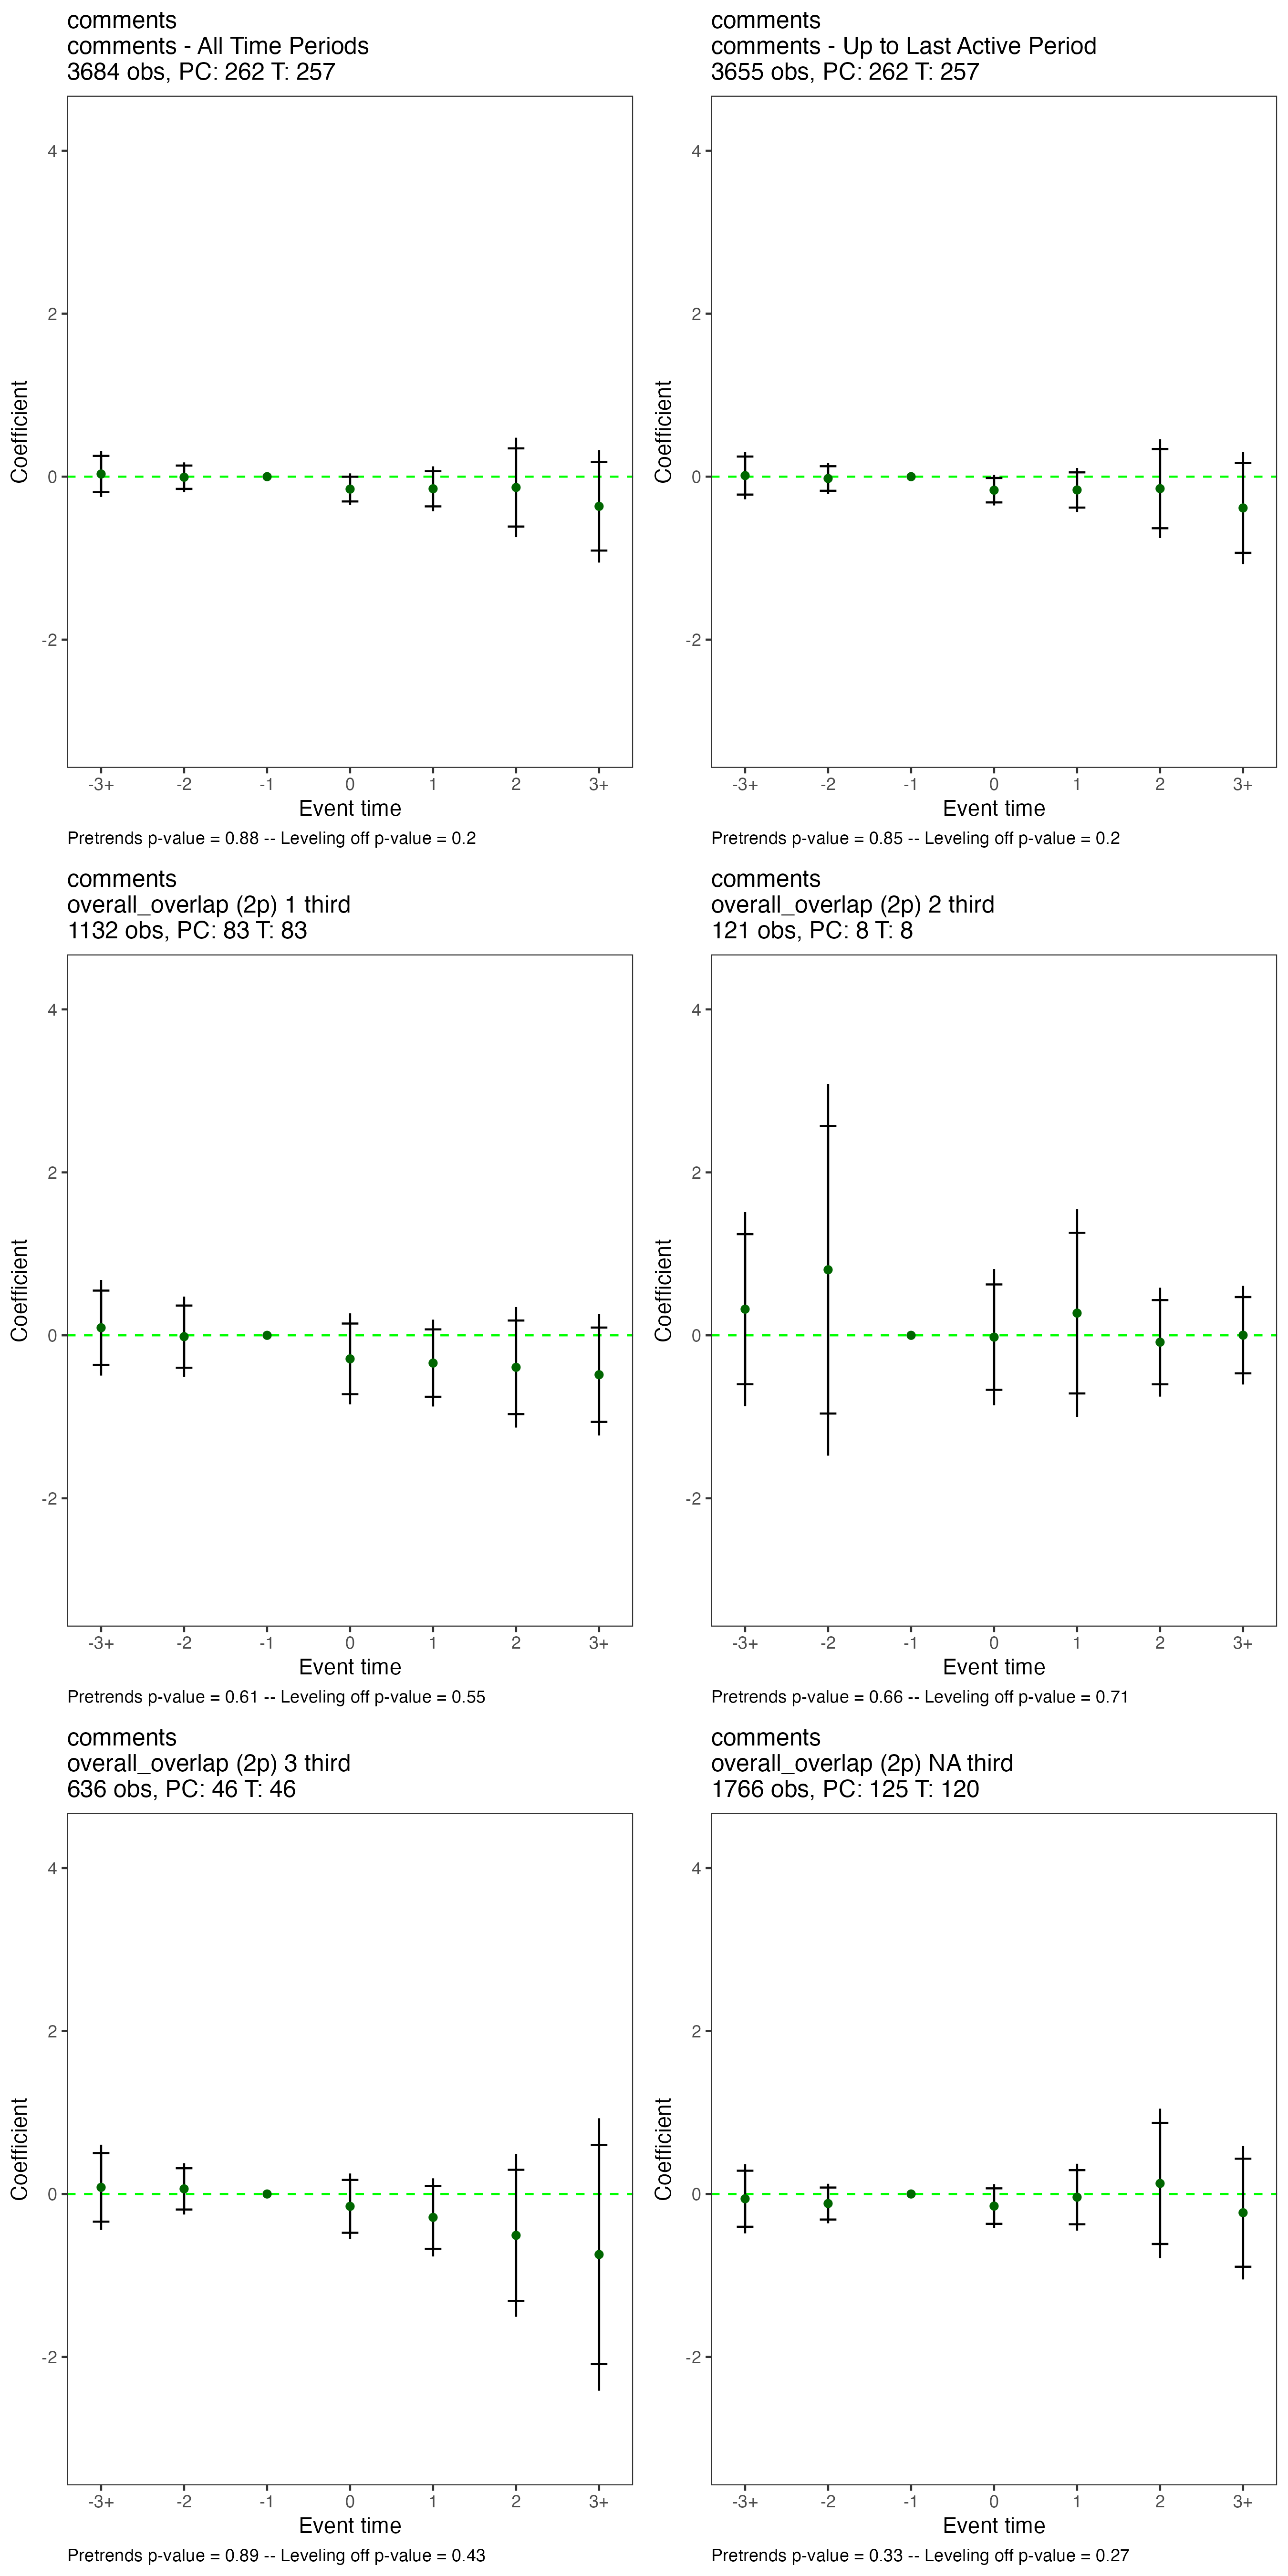 comments
comments - All Time Periods
3684 obs, PC: 262 T: 257
4
2
0
-2
Coefficient
-3+ -2 -1 0 1 2 3+
Event time
Pretrends p-value = 0.88 -- Leveling off p-value = 0.2
comments
comments - Up to Last Active Period
3655 obs, PC: 262 T: 257
4
2
0
-2
Coefficient
-3+ -2 -1 0 1 2 3+
Event time
Pretrends p-value = 0.85 -- Leveling off p-value = 0.2
comments
overall_overlap (2p) 1 third
1132 obs, PC: 83 T: 83
4
2
0
-2
Coefficient
-3+ -2 -1 0 1 2 3+
Event time
Pretrends p-value = 0.61 -- Leveling off p-value = 0.55
comments
overall_overlap (2p) 2 third
121 obs, PC: 8 T: 8
4
2
0
-2
Coefficient
-3+ -2 -1 0 1 2 3+
Event time
Pretrends p-value = 0.66 -- Leveling off p-value = 0.71
comments
overall_overlap (2p) 3 third
636 obs, PC: 46 T: 46
4
2
0
-2
Coefficient
-3+ -2 -1 0 1 2 3+
Event time
Pretrends p-value = 0.89 -- Leveling off p-value = 0.43
comments
overall_overlap (2p) NA third
1766 obs, PC: 125 T: 120
4
2
0
-2
Coefficient
-3+ -2 -1 0 1 2 3+
Event time
Pretrends p-value = 0.33 -- Leveling off p-value = 0.27